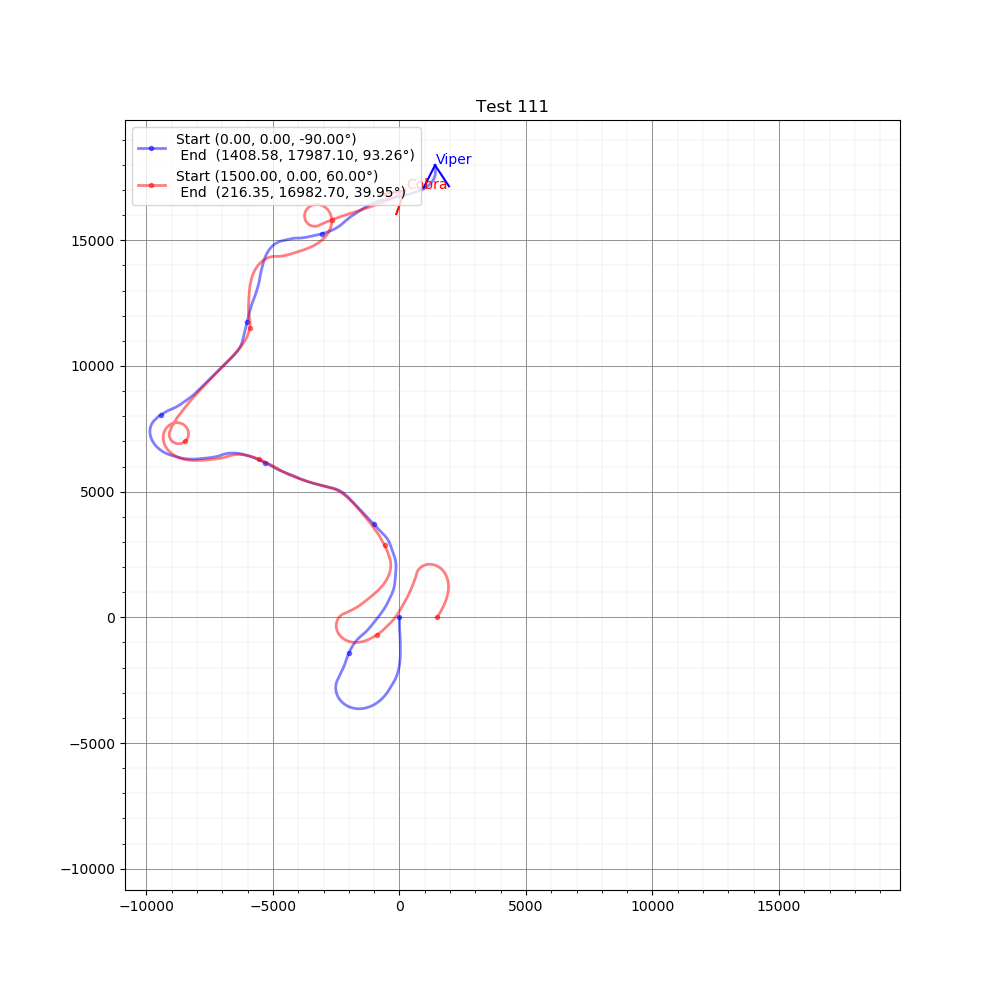 Test 111
Start (0.00, 0.00, -90.00°)
End (1408.58, 17987.10, 93.26°)
Start (1500.00, 0.00, 60.00°)
End (216.35, 16982.70, 39.95°)
Viper
Cobra
15000
10000
5000
0
−5000
−10000
−10000
−5000
0
5000
10000
15000